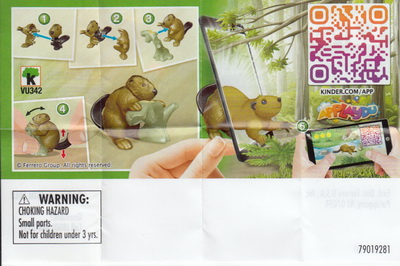 1
2
3
K
VU342
4
© Ferrero Group. All rights reserved.
KINDER.COM/APP
6
WARNING:
CHOKING HAZARD
Small parts.
Not for children under 3 yrs.
79019281